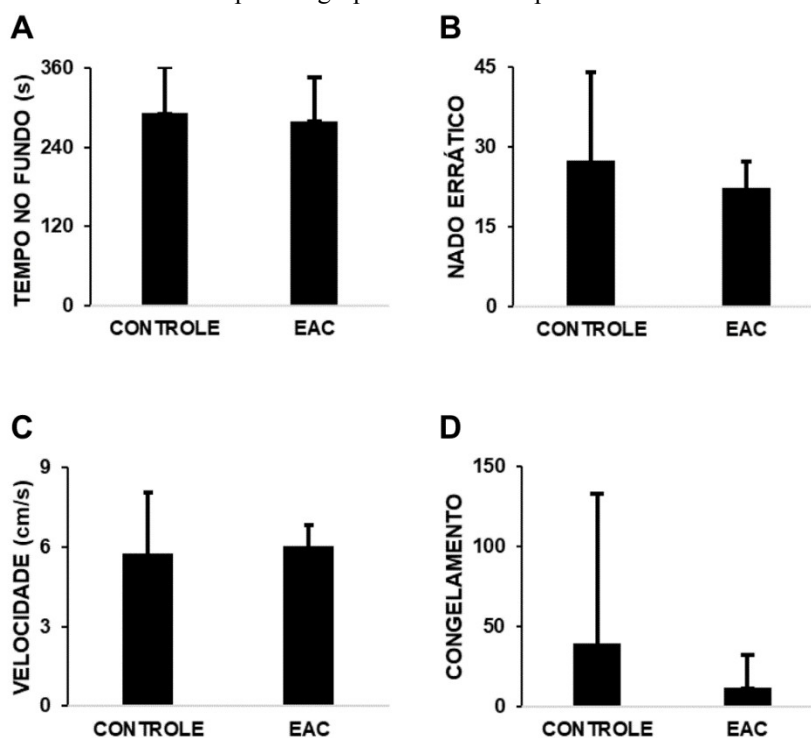 A
TEMPO NO FUNDO (s)
360
240
120
0
CONTROLE EAC
B
NADO ERRÁTICO
45
30
15
0
CONTROLE EAC
C
VELOCIDADE (cm/s)
9
6
3
0
CONTROLE EAC
D
CONGELAMENTO
150
100
50
0
CONTROLE EAC